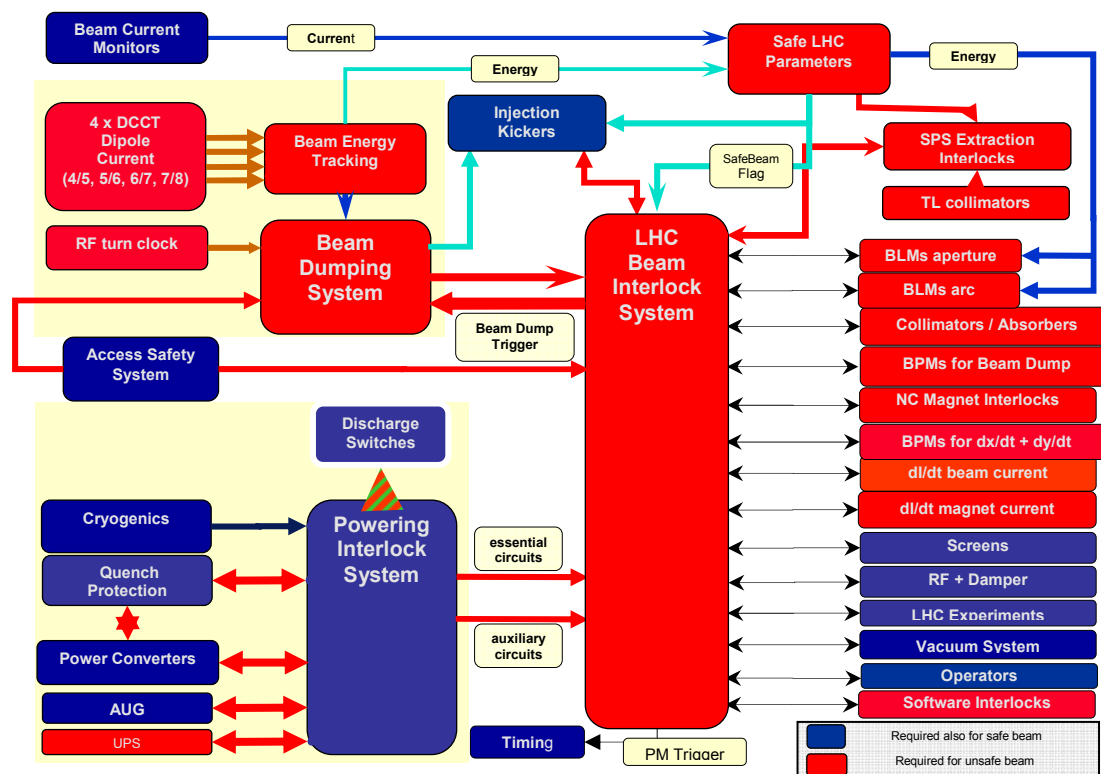 Beam Current
Monitors
Current
Safe LHC
Parameters
Energy
Energy
4 x DCCT
Dipole
Current
(4/5, 5/6, 6/7, 7/8)
Beam Energy
Tracking
Injection
Kickers
SPS Extraction
Interlocks
SafeBeam
Flag
TL collimators
RF turn clock
Beam
Dumping
System
LHC
Beam
Interlock
System
BLMs aperture
BLMs arc
Collimators / Absorbers
Beam Dump
Trigger
Access Safety
System
BPMs for Beam Dump
NC Magnet Interlocks
Discharge
Switches
BPMs for dx/dt + dy/dt
dI/dt beam current
dI/dt magnet current
Cryogenics
Powering
Interlock
System
essential
circuits
Screens
Quench
Protection
RF + Damper
LHC Experiments
auxiliary
circuits
Power Converters
Vacuum System
Operators
AUG
Software Interlocks
UPS
Timing
PM Trigger
Required also for safe beam
Required for unsafe beam